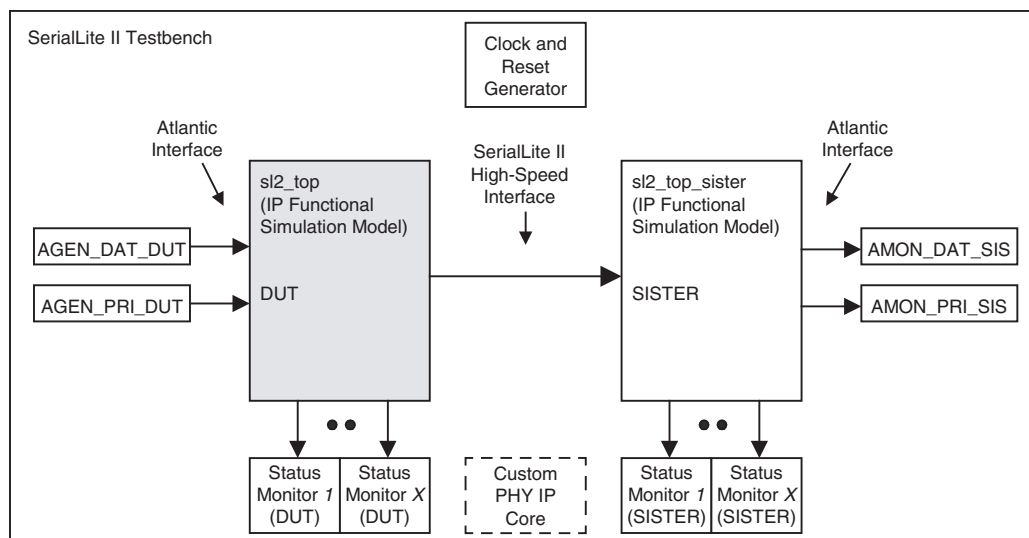 SerialLite II Testbench
Clock and
Reset
Generator
Atlantic
Interface
SerialLite II
High-Speed
Interface
Atlantic
Interface
sl2_top
(IP Functional
Simulation Model)
DUT
sl2_top_sister
(IP Functional
Simulation Model)
SISTER
AGEN_DAT_DUT
AGEN_PRI_DUT
AMON_DAT_SIS
AMON_PRI_SIS
Status
Monitor 1
(DUT)
Status
Monitor X
(DUT)
Custom
PHY IP
Core
Status
Monitor 1
(SISTER)
Status
Monitor X
(SISTER)